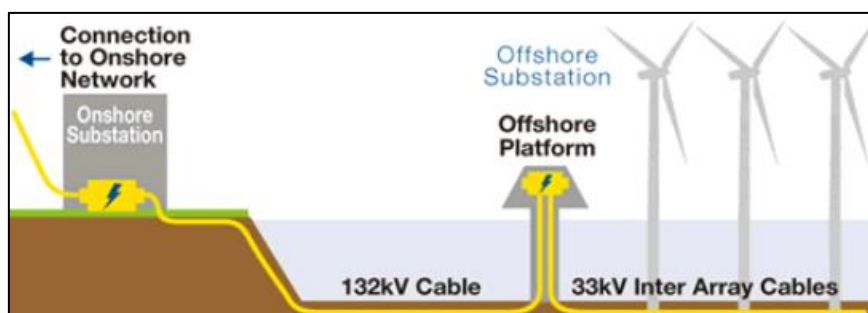 Connection
to Onshore
Network
Onshore
Substation
Offshore
Substation
Offshore
Platform
132kV Cable
33kV Inter Array Cables